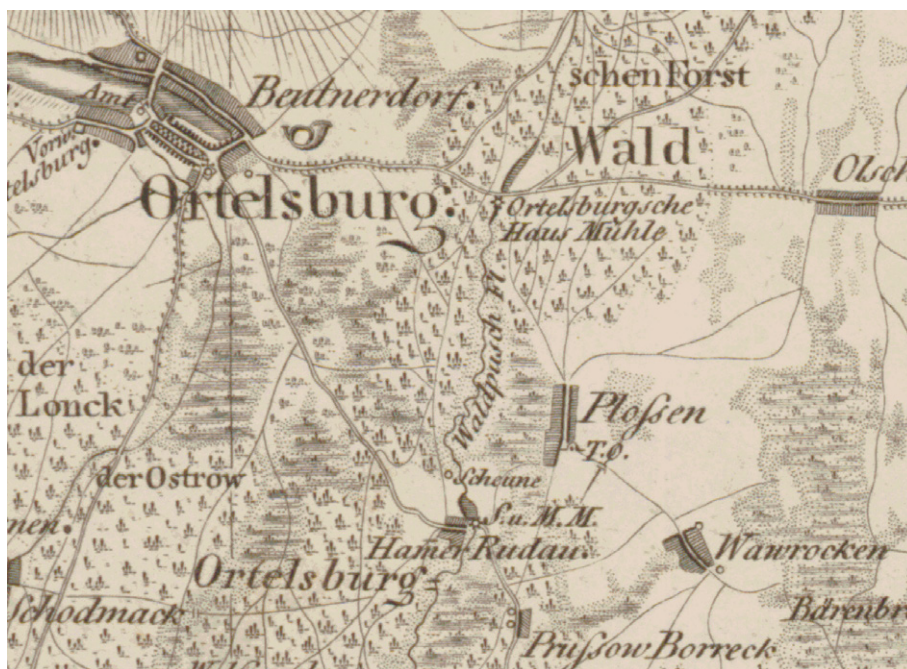 schen Forst
Beutnerdorf.
Amt
Wald
Vorw
telsburg.
Olsch
Ortelsburg.
Ortelsburgsche
Haus Mühle
Waldpusch Fl
der
Lonck
Plossen
T.O.
der Ostrow
Scheune
S.u.M.M.
nen.
Hamer Rudau.
Wawrocken
Ortelsburg
Schodmack
Bärenbr
Prussow Borreck